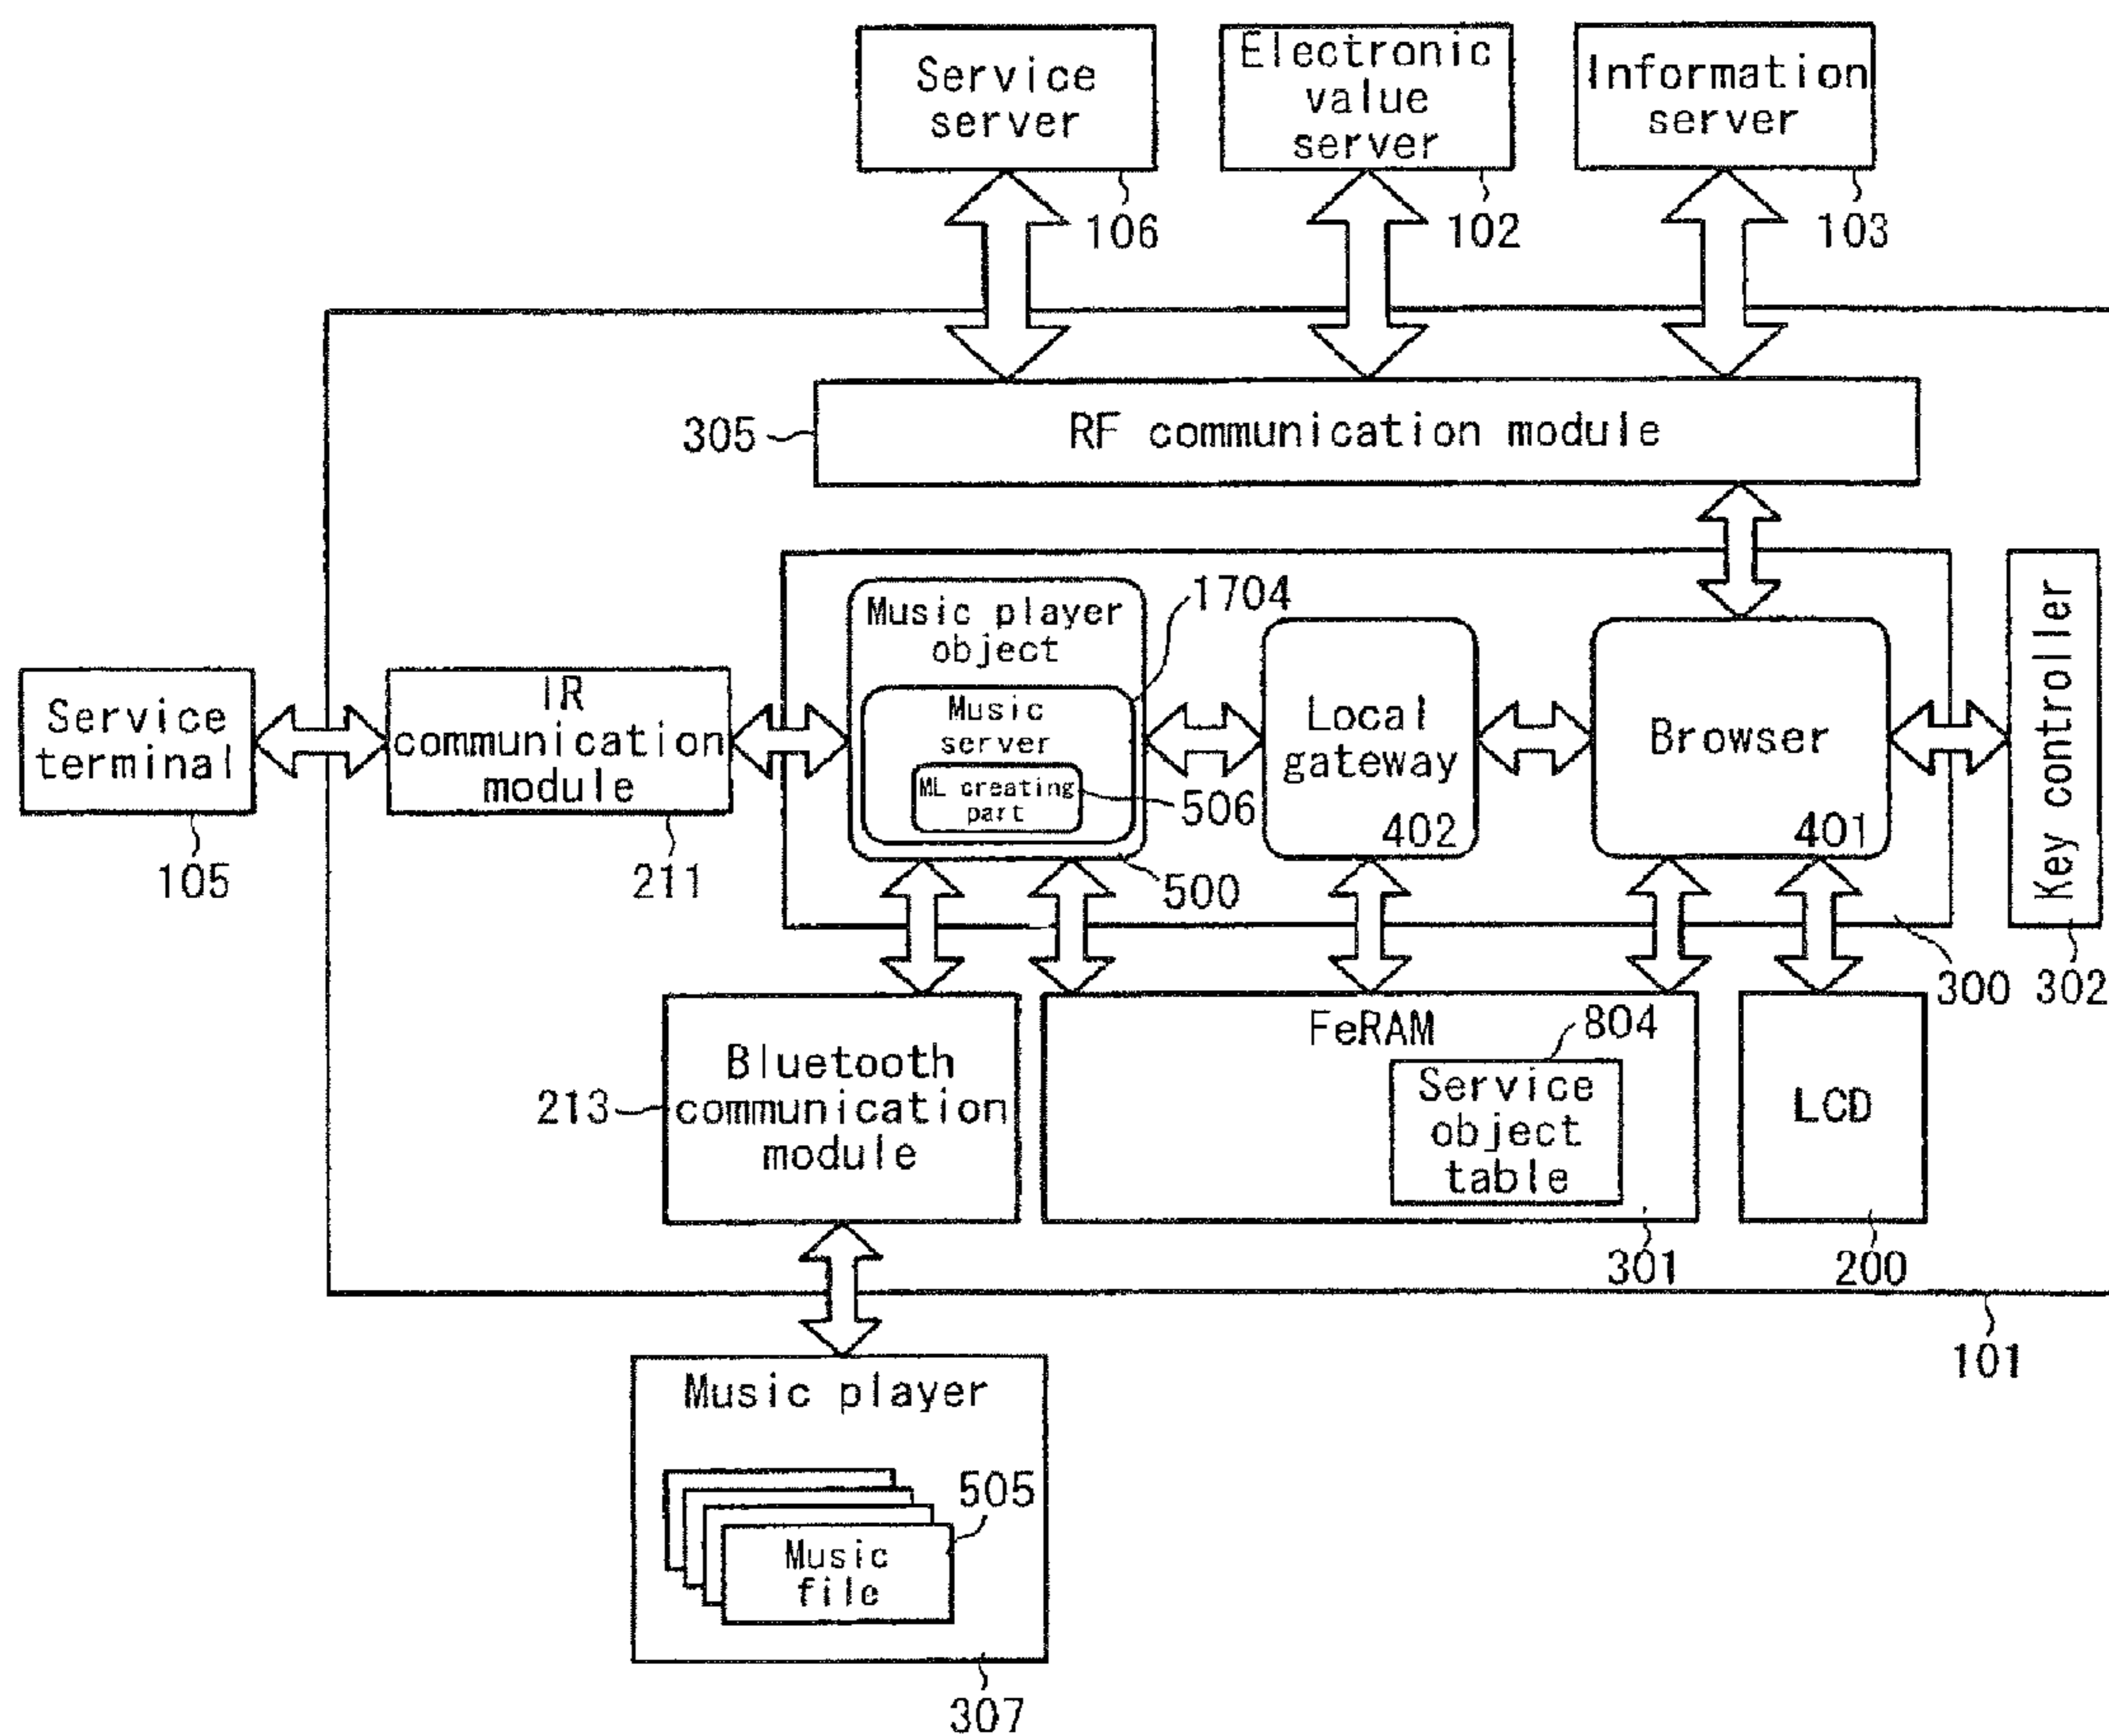 Service
server
106
Electronic
value
server
102
Information
server
103
305
RF communication module
Service
terminal
105
IR
communication
module
211
Music player
object
1704
Music
server
ML creating
part
506
500
Local
gateway
402
Browser
401
300
Key controller
302
213
Bluetooth
communication
module
FeRAM
804
Service
object
table
301
LCD
200
101
Music player
505
Music
file
307